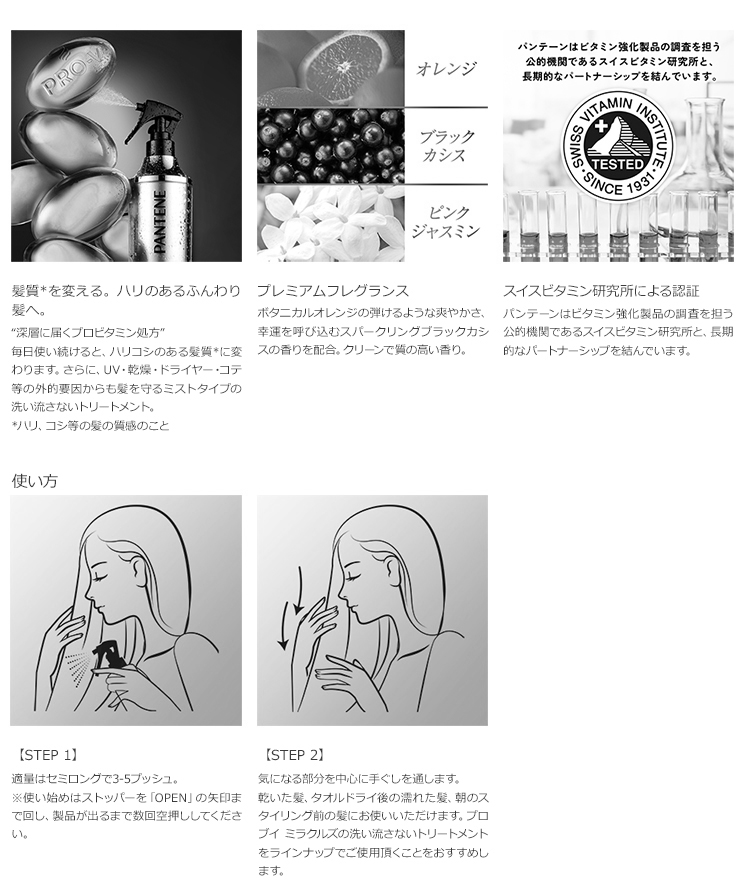 PRO-V
PANTENE
オレンジ
ブラック
カシス
ピンク
ジャスミン
パンテーンはビタミン強化製品の調査を担う
公的機関であるスイスビタミン研究所と、
長期的なパートナーシップを結んでいます。
SWISS VITAMIN INSTITUTE
TESTED
・SINCE 1931・
髪質*を変える。ハリのあるふんわり
髪へ。
“深層に届くプロビタミン処方”
毎日使い続けると、ハリコシのある髪質*に変
わります。さらに、UV・乾燥・ドライヤー・コテ
等の外的要因からも髪を守るミストタイプの
洗い流さないトリートメント。
*ハリ、コシ等の髪の質感のこと
プレミアムフレグランス
ボタニカルオレンジの弾けるような爽やかさ、
幸運を呼び込むスパークリングブラックカシ
スの香りを配合。クリーンで質の高い香り。
スイスビタミン研究所による認証
パンテーンはビタミン強化製品の調査を担う
公的機関であるスイスビタミン研究所と、長期
的なパートナーシップを結んでいます。
使い方
【STEP 1】
適量はセミロングで3-5プッシュ。
※使い始めはストッパーを「OPEN」の矢印ま
で回し、製品が出るまで数回空押ししてくださ
い。
【STEP 2】
気になる部分を中心に手ぐしを通します。
乾いた髪、タオルドライ後の濡れた髪、朝のス
タイリング前の髪にお使いいただけます。プロ
ブイ ミラクルズの洗い流さないトリートメント
をラインナップでご使用頂くことをおすすめし
ます。